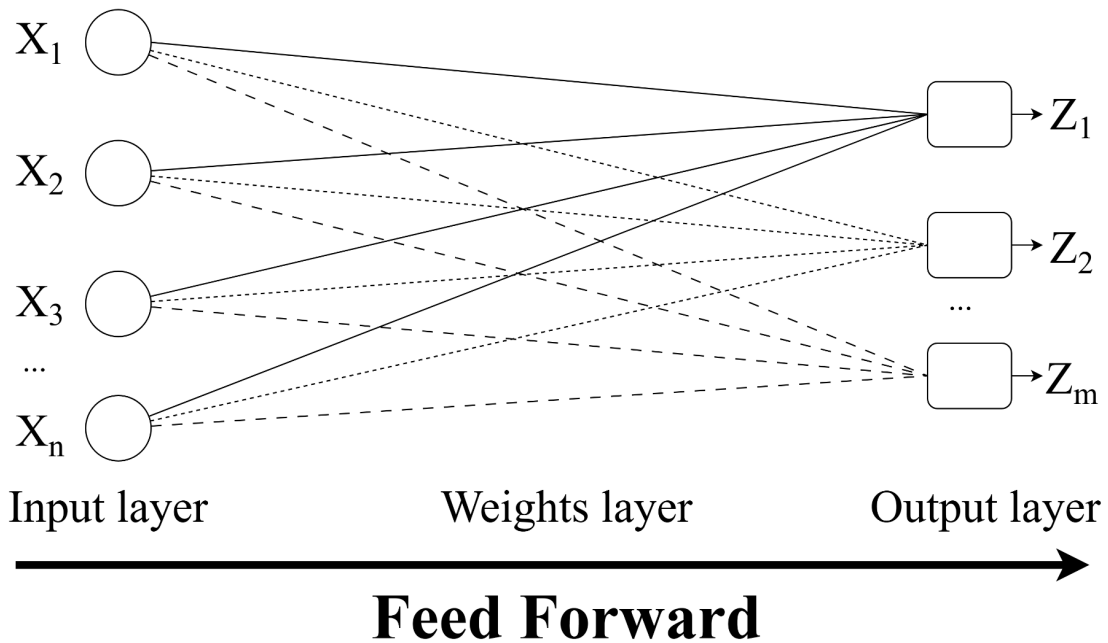 X₁
X₂
X₃
...
Xₙ
Z₁
Z₂
...
Zₘ
Input layer
Weights layer
Output layer
Feed Forward